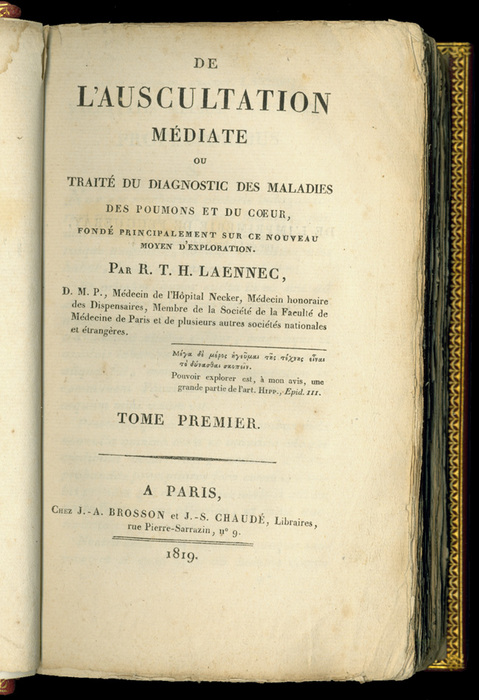 DE
L'AUSCULTATION
MÉDIATE
OU
TRAITÉ DU DIAGNOSTIC DES MALADIES
DES POUMONS ET DU CŒUR,
FONDÉ PRINCIPALEMENT SUR CE NOUVEAU
MOYEN D'EXPLORATION.
PAR R. T. H. LAENNEC,
D. M. P., Médecin de l'Hôpital Necker, Médecin honoraire
des Dispensaires, Membre de la Société de la Faculté de
Médecine de Paris et de plusieurs autres sociétés nationales
et étrangères.
Μέγα δὲ μέρος ἡγεῦμαι τῆς τέχνης εἶναι
τὸ δύνασθαι σκοπεῖν.
Pouvoir explorer est, à mon avis, une
grande partie de l'art. HIPP., Epid. III.
TOME PREMIER.
A PARIS,
CHEZ J.-A. BROSSON et J.-S. CHAUDÉ, Libraires,
rue Pierre-Sarrazin, nº 9.
1819.